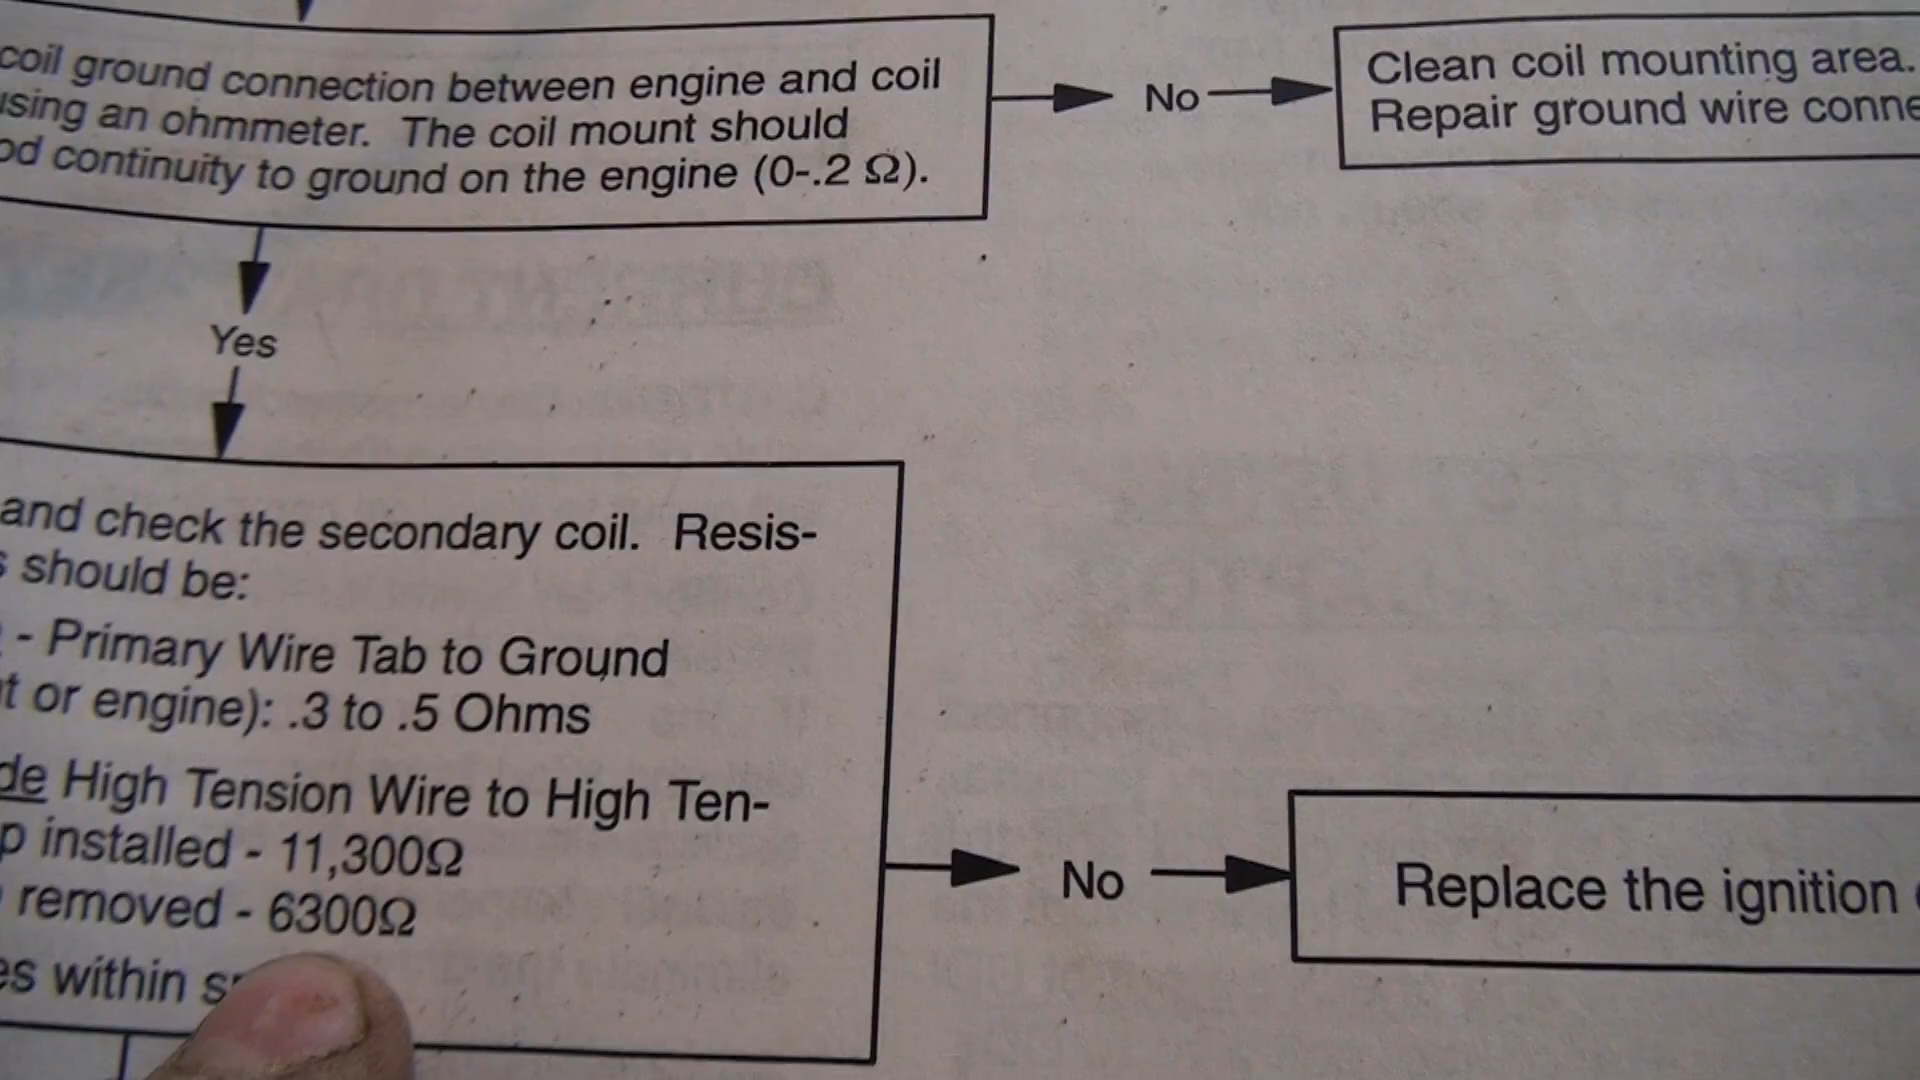 coil ground connection between engine and coil
using an ohmmeter. The coil mount should
continuity to ground on the engine (0-.2 Ω).
No
Clean coil mounting area.
Repair ground wire conne
Yes
and check the secondary coil. Resis-
should be:
- Primary Wire Tab to Ground
or engine): .3 to .5 Ohms
High Tension Wire to High Ten-
installed - 11,300Ω
removed - 6300Ω
within
No
Replace the ignition